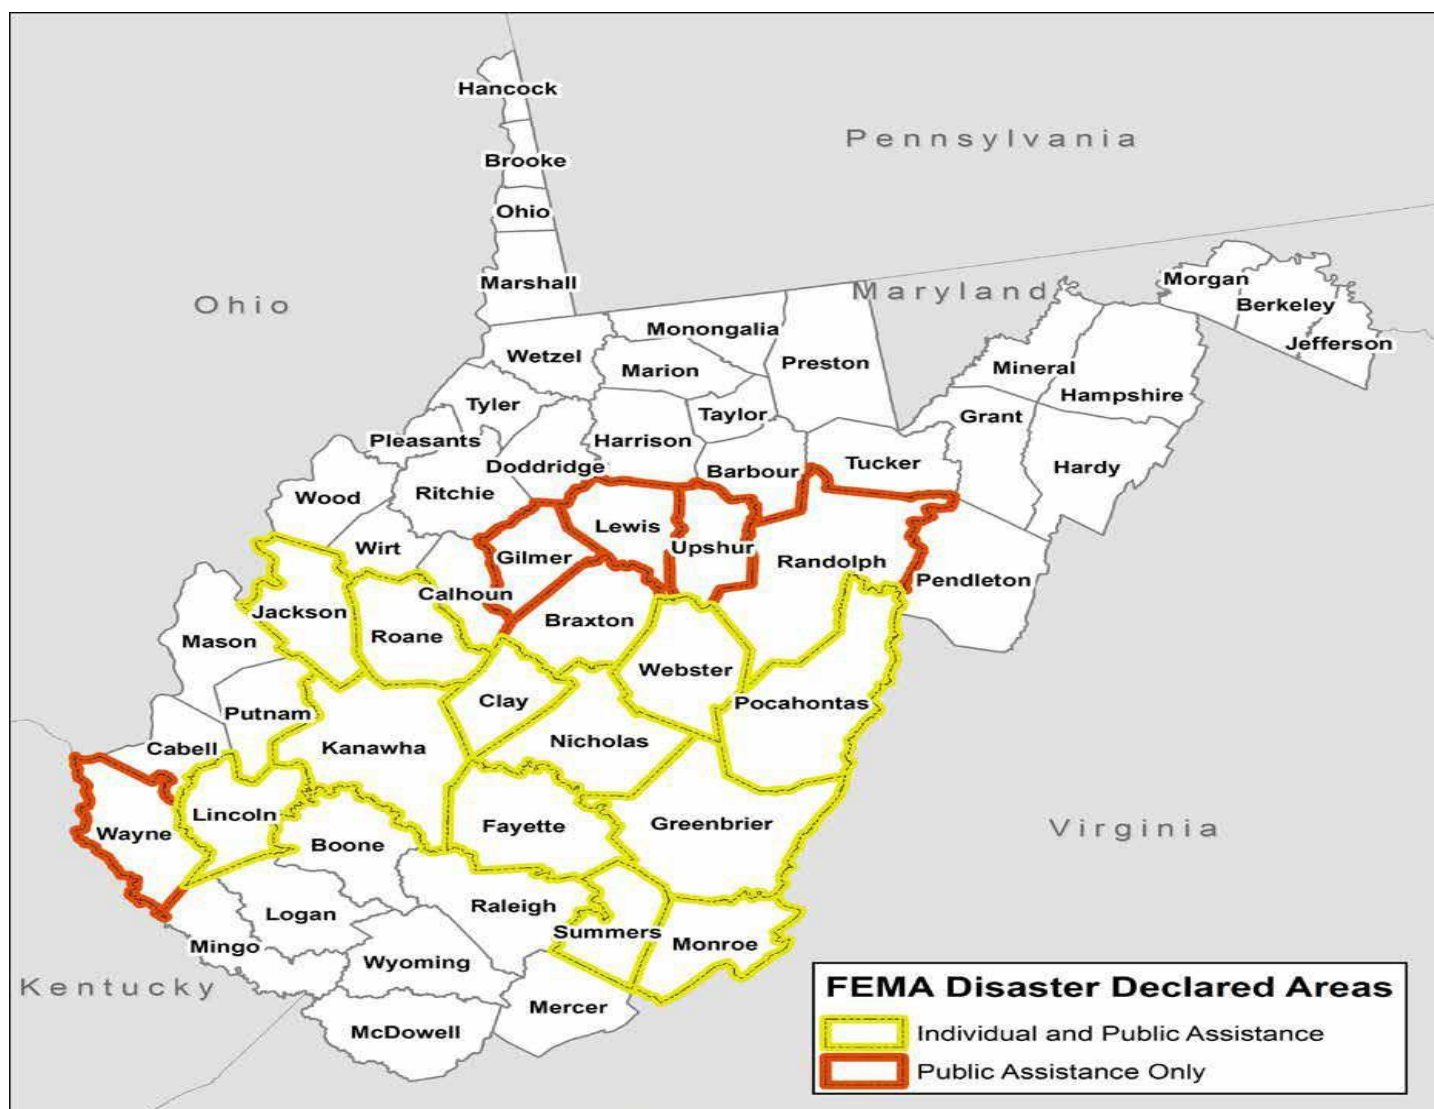 Hancock
Pennsylvania
Brooke
Ohio
Marshall
Morgan
Maryland
Ohio
Berkeley
Monongalia
Jefferson
Wetzel
Preston
Marion
Mineral
Hampshire
Tyler
Taylor
Grant
Pleasants
Harrison
Doddridge
Barbour
Tucker
Hardy
Ritchie
Wood
Lewis
Wirt
Gilmer
Upshur
Randolph
Pendleton
Calhoun
Jackson
Braxton
Roane
Mason
Webster
Clay
Pocahontas
Putnam
Nicholas
Cabell
Kanawha
Lincoln
Fayette
Greenbrier
Virginia
Wayne
Boone
Raleigh
Logan
Summers
Monroe
Mingo
Wyoming
Kentucky
Mercer
McDowell
FEMA Disaster Declared Areas
Individual and Public Assistance
Public Assistance Only